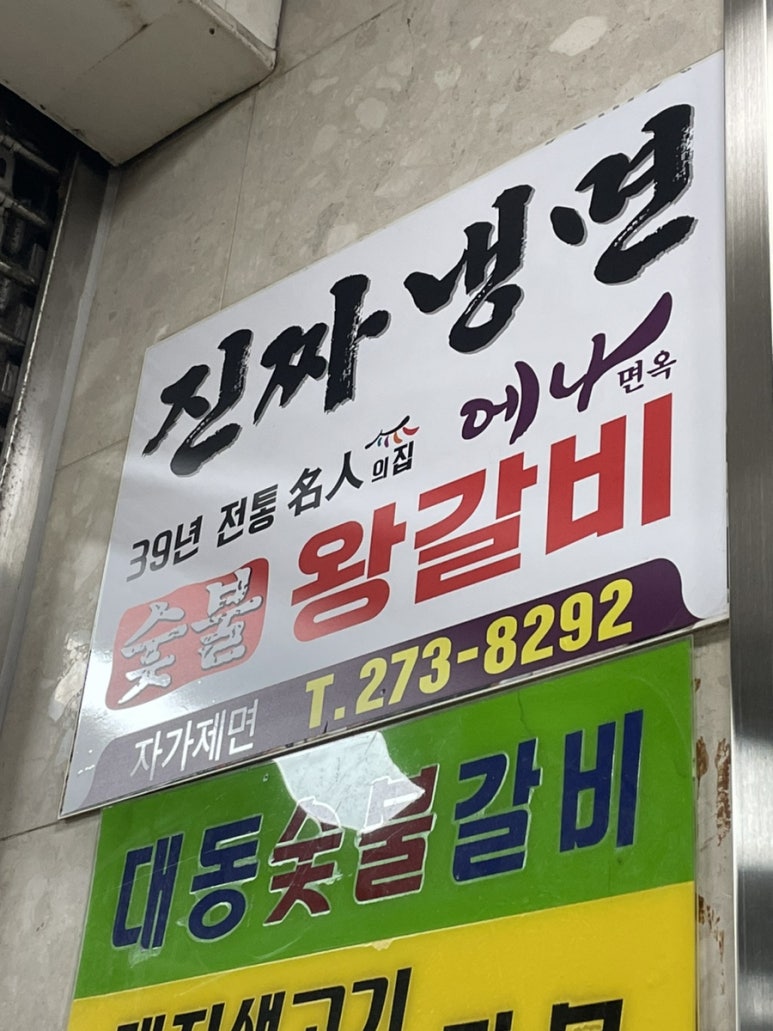 진짜 냉면
에나 면옥
39년 전통 名人의집
숯불 왕갈비
자가제면 T.273-8292
대동숯불갈비